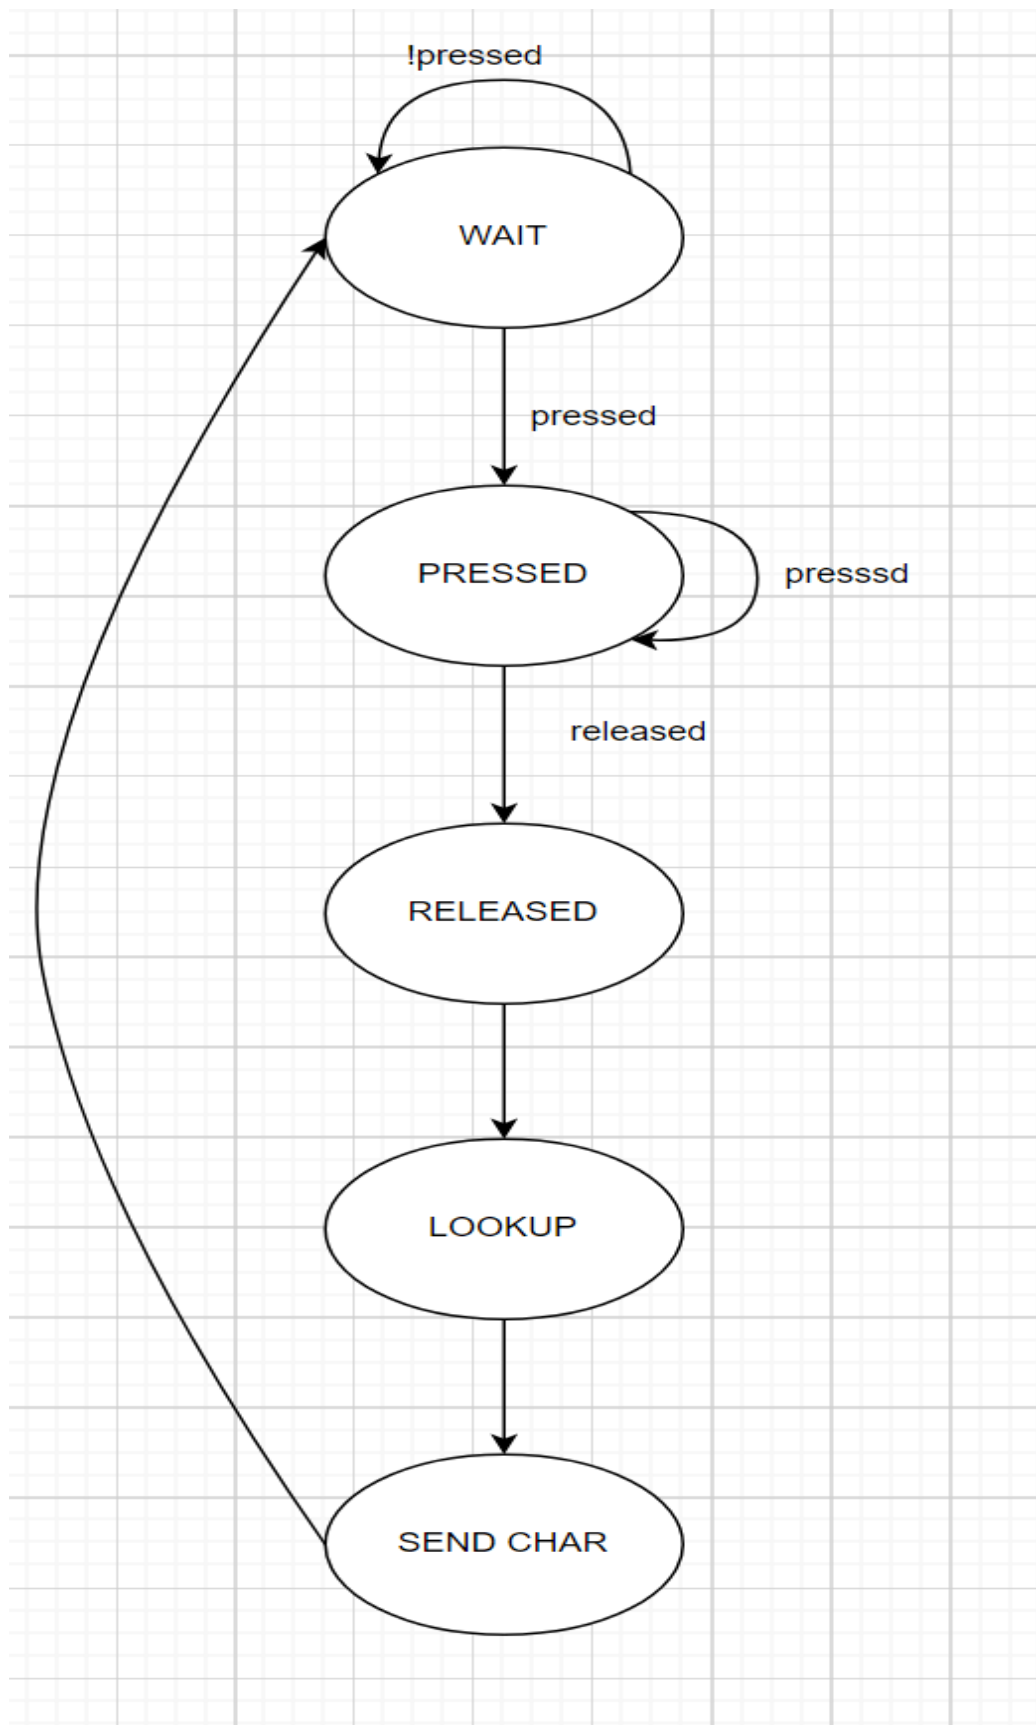 !pressed
WAIT
pressed
PRESSED
presssd
released
RELEASED
LOOKUP
SEND CHAR